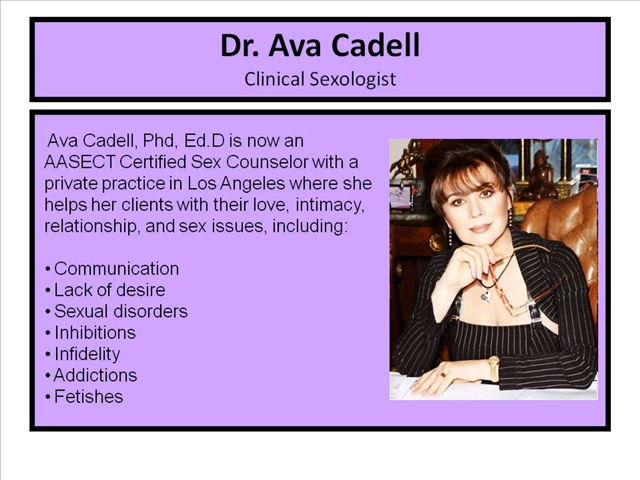 Dr. Ava Cadell
Clinical Sexologist
Ava Cadell, Phd, Ed.D is now an
AASECT Certified Sex Counselor with a
private practice in Los Angeles where she
helps her clients with their love, intimacy,
relationship, and sex issues, including:
• Communication
• Lack of desire
• Sexual disorders
• Inhibitions
• Infidelity
• Addictions
• Fetishes